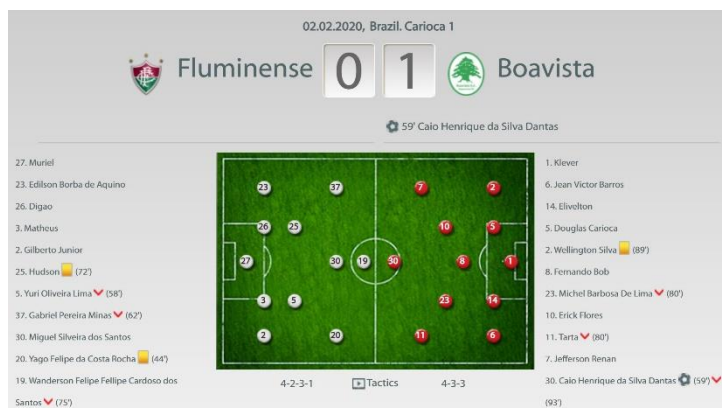 02.02.2020, Brazil. Carioca 1
Fluminense 0 1 Boavista
59' Caio Henrique da Silva Dantas
27. Muriel
23. Edilson Borba de Aquino
26. Digao
3. Matheus
2. Gilberto Junior
25. Hudson (72')
5. Yuri Oliveira Lima (58')
37. Gabriel Pereira Minas (62')
30. Miguel Silveira dos Santos
20. Yago Felipe da Costa Rocha (44')
19. Wanderson Felipe Fellipe Cardoso dos
Santos (75')
23 37 7 2
26 25 10 5
27 30 19 30 8 1
3 5 23 14
2 20 11 6
4-2-3-1 Tactics 4-3-3
1. Klever
6. Jean Victor Barros
14. Elivelton
5. Douglas Carioca
2. Wellington Silva (89')
8. Fernando Bob
23. Michel Barbosa De Lima (80')
10. Erick Flores
11. Tarta (80')
7. Jefferson Renan
30. Caio Henrique da Silva Dantas (59')
(93')